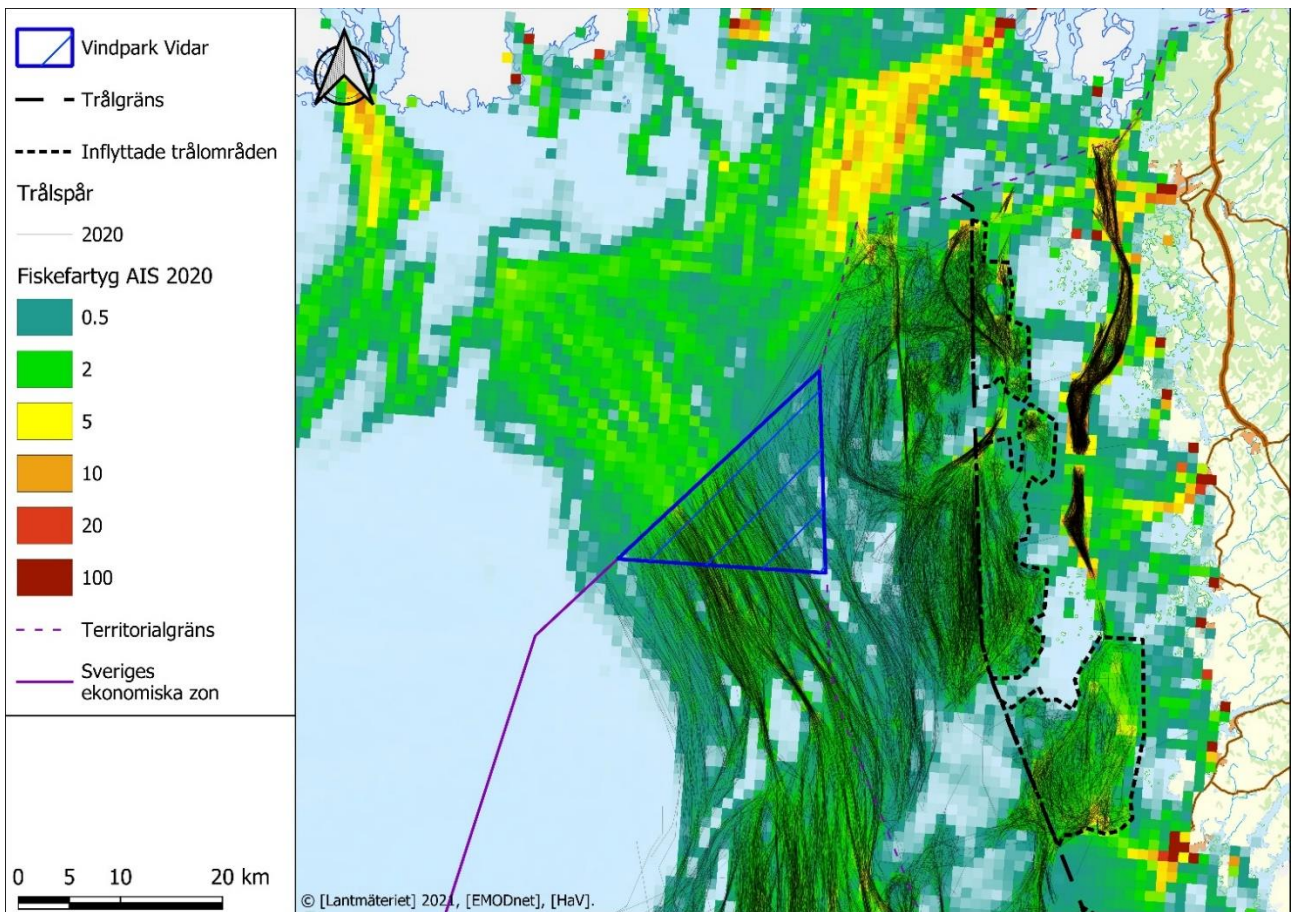 Vindpark Vidar
Trålgräns
Inflyttade trålområden
Trålspår
2020
Fiskefartyg AIS 2020
0.5
2
5
10
20
100
Territorialgräns
Sveriges
ekonomiska zon
0 5 10 20 km
© [Lantmäteriet] 2021, [EMODnet], [HaV].